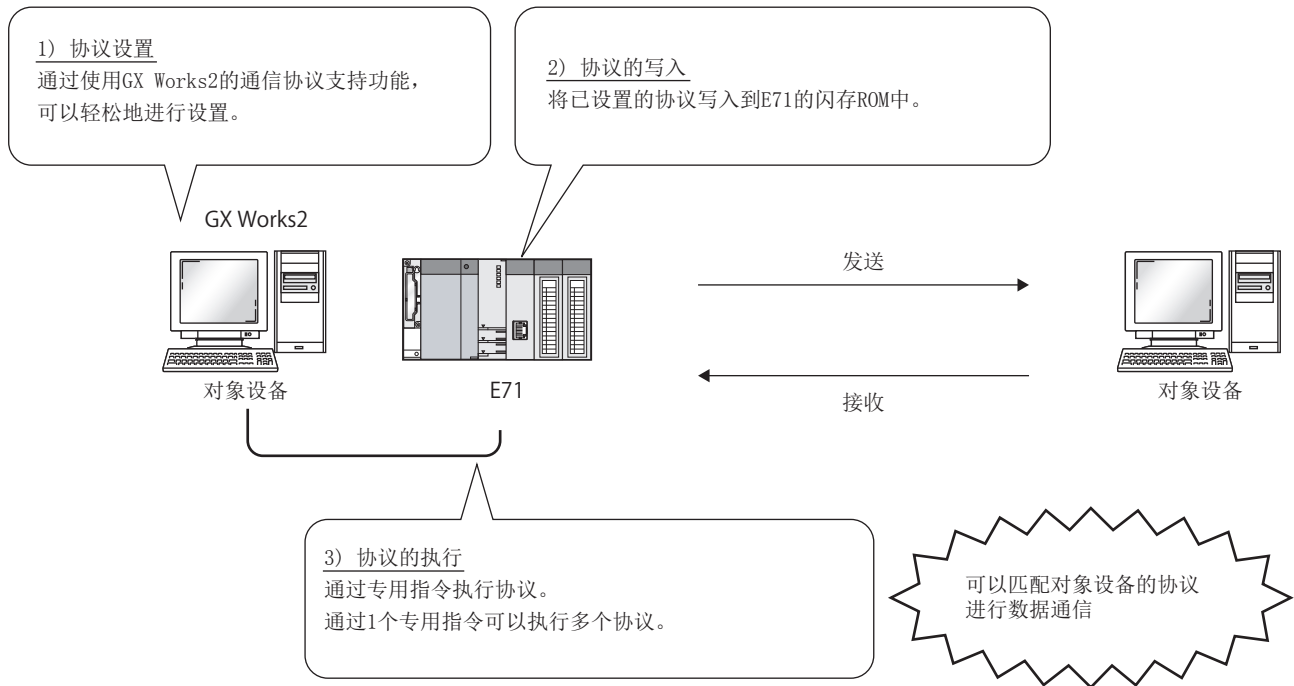 1) 协议设置
通过使用GX Works2的通信协议支持功能，
可以轻松地进行设置。
2) 协议的写入
将已设置的协议写入到E71的闪存ROM中。
GX Works2
发送
对象设备
E71
接收
对象设备
3) 协议的执行
通过专用指令执行协议。
通过1个专用指令可以执行多个协议。
可以匹配对象设备的协议
进行数据通信